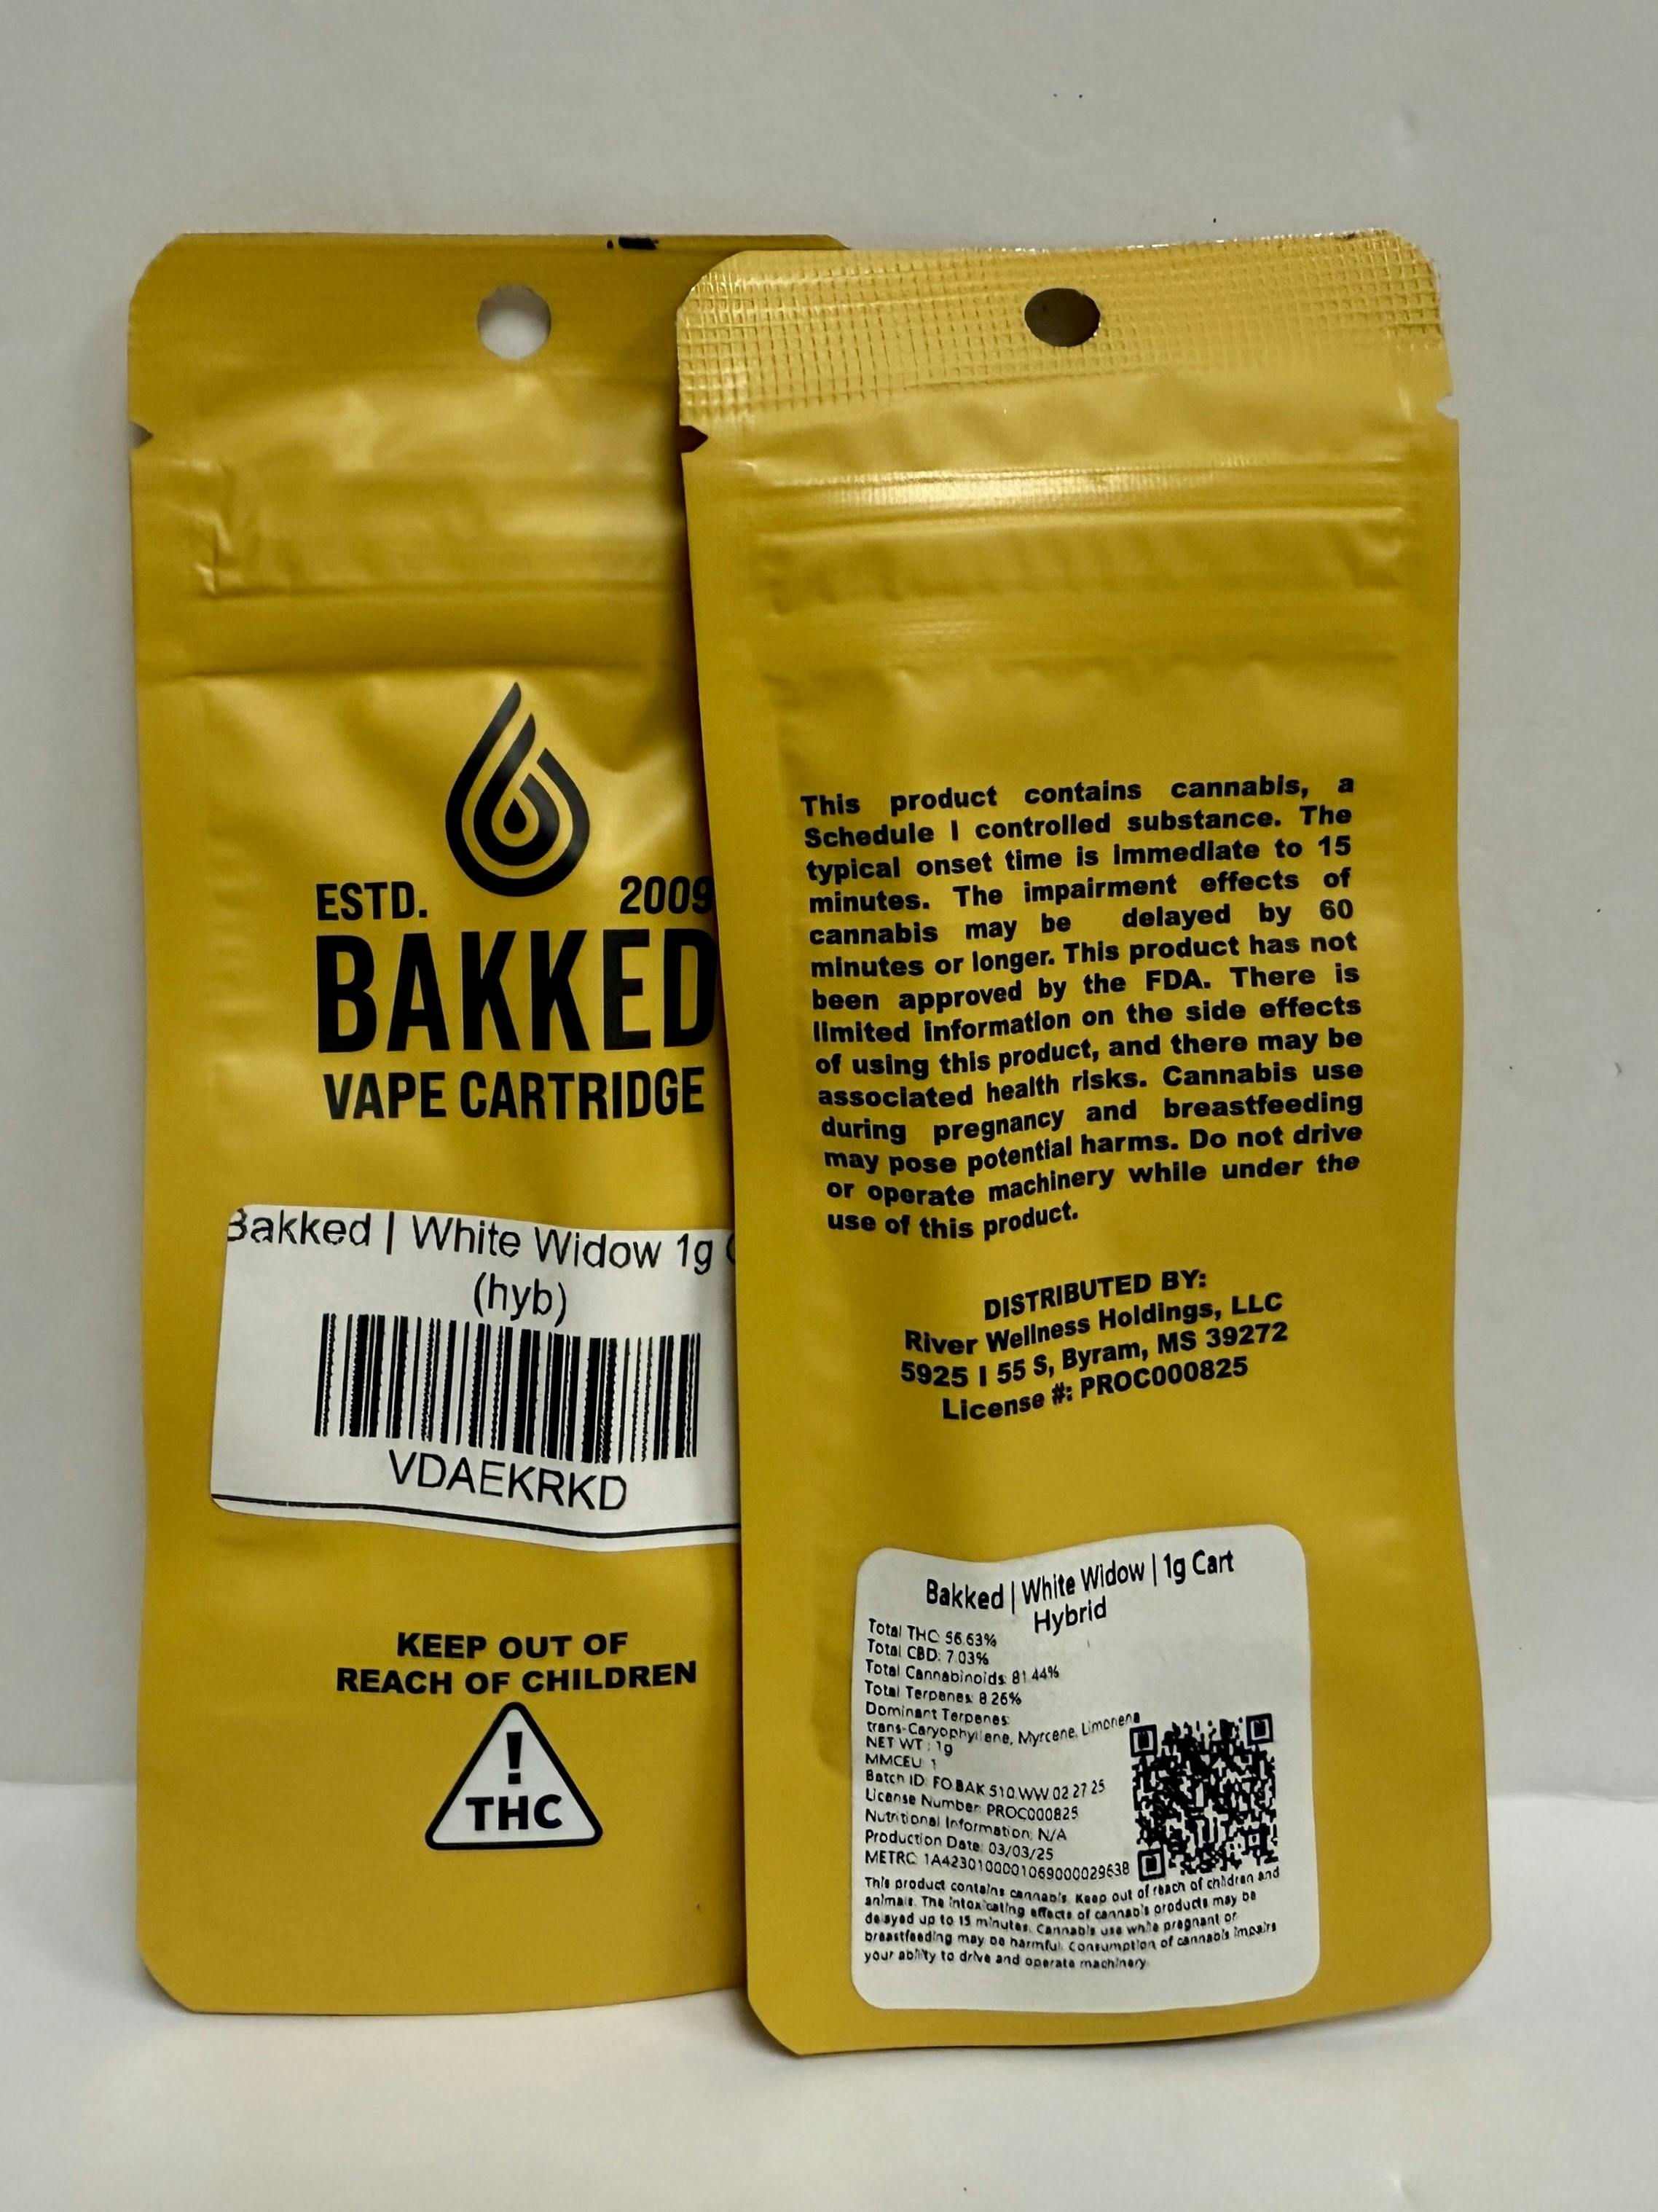 ESTD. 2009
BAKKED
VAPE CARTRIDGE
Bakked | White Widow 1g
(hyb)
VDAEKRKD
KEEP OUT OF
REACH OF CHILDREN
!
THC
This product contains cannabis, a
Schedule I controlled substance. The
typical onset time is immediate to 15
minutes. The impairment effects of
cannabis may be delayed by 60
minutes or longer. This product has not
been approved by the FDA. There is
limited information on the side effects
of using this product, and there may be
associated health risks. Cannabis use
during pregnancy and breastfeeding
may pose potential harms. Do not drive
or operate machinery while under the
use of this product.
DISTRIBUTED BY:
River Wellness Holdings, LLC
5925 I 55 S, Byram, MS 39272
License #: PROC000825
Bakked | White Widow | 1g Cart
Hybrid
Total THC: 56.63%
Total CBD: 7.03%
Total Cannabinoids: 81.44%
Total Terpenes: 8.26%
Dominant Terpenes:
trans-Caryophyllene, Myrcene, Limonene
NET WT : 1g
MMCEU: 1
Batch ID: FO.BAK.510.WW.02.27.25
License Number: PROC000825
Nutritional Information: N/A
Production Date: 03/03/25
METRC: 1A4230100001069000029638
This product contains cannabis. Keep out of reach of children and
animals. The intoxicating effects of cannabis products may be
delayed up to 15 minutes. Cannabis use while pregnant or
breastfeeding may be harmful. Consumption of cannabis impairs
your ability to drive and operate machinery.